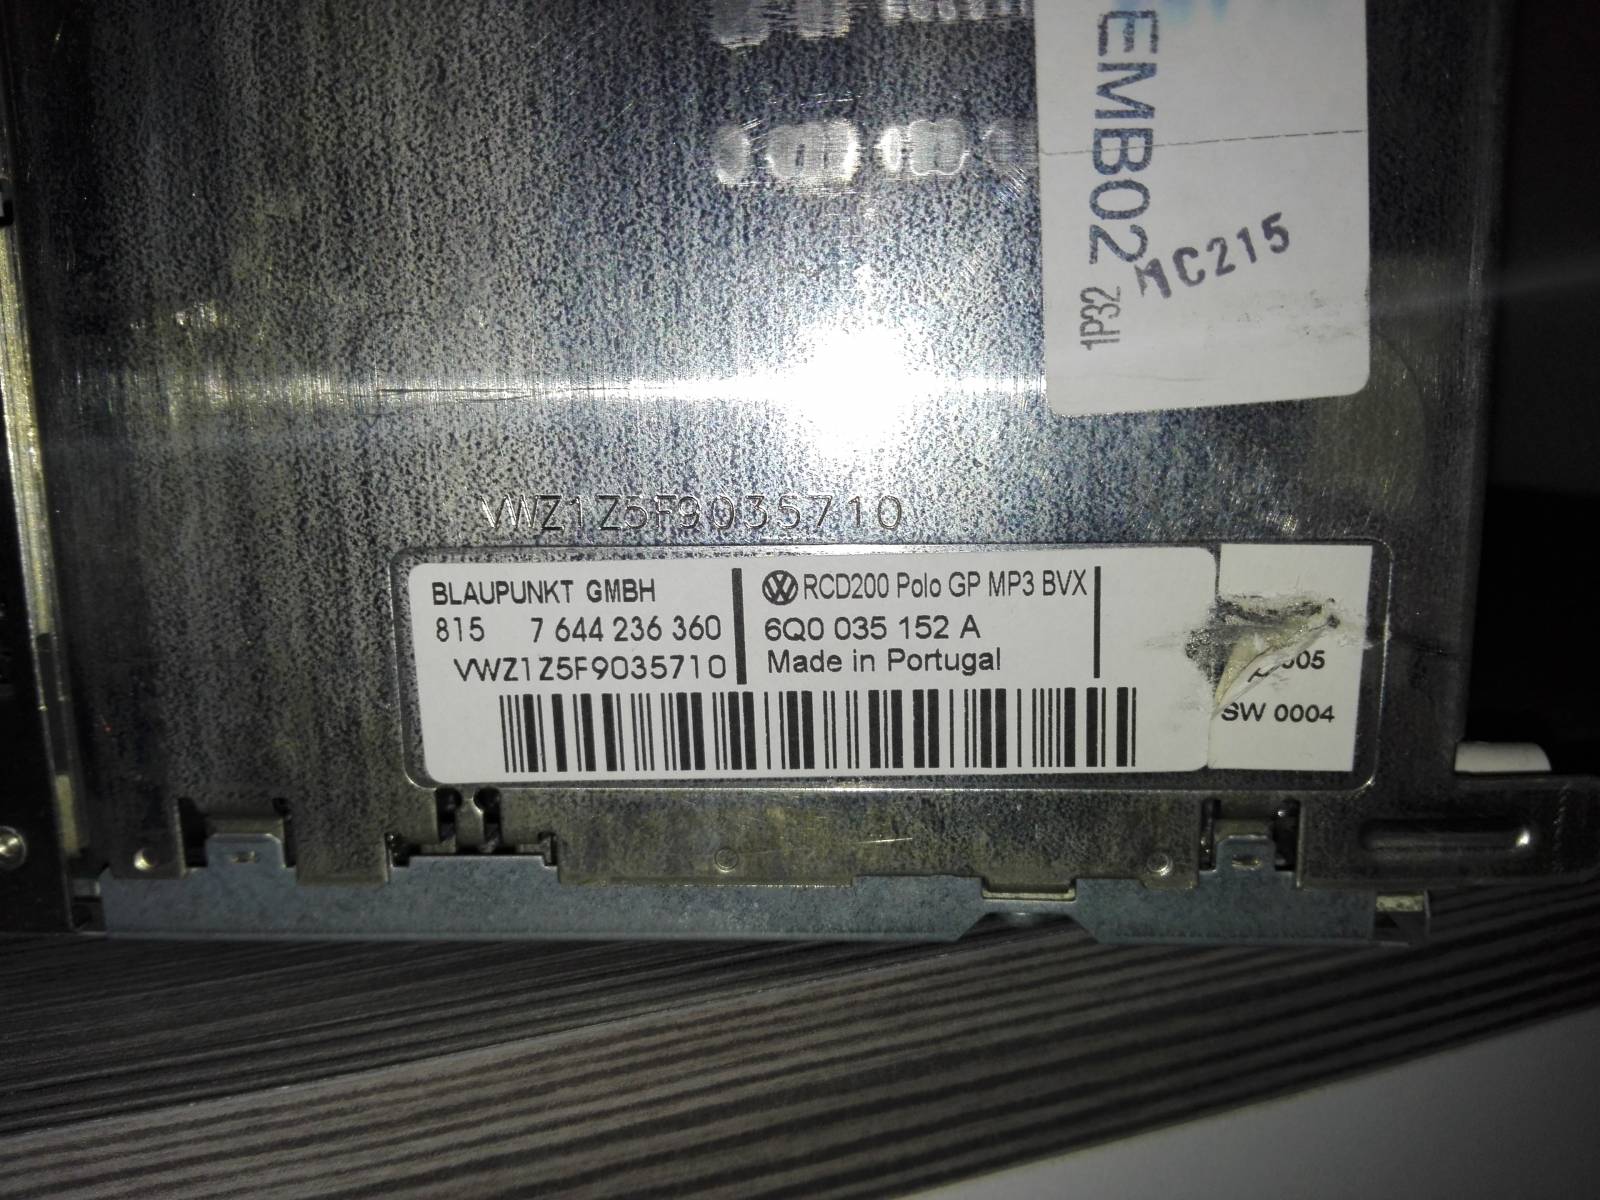 EMB02
1P32
MC215
VWZ1Z5F9035710
BLAUPUNKT GMBH
815 7 644 236 360
VWZ1Z5F9035710
RCD200 Polo GP MP3 BVX
6Q0 035 152 A
Made in Portugal
SW 0004